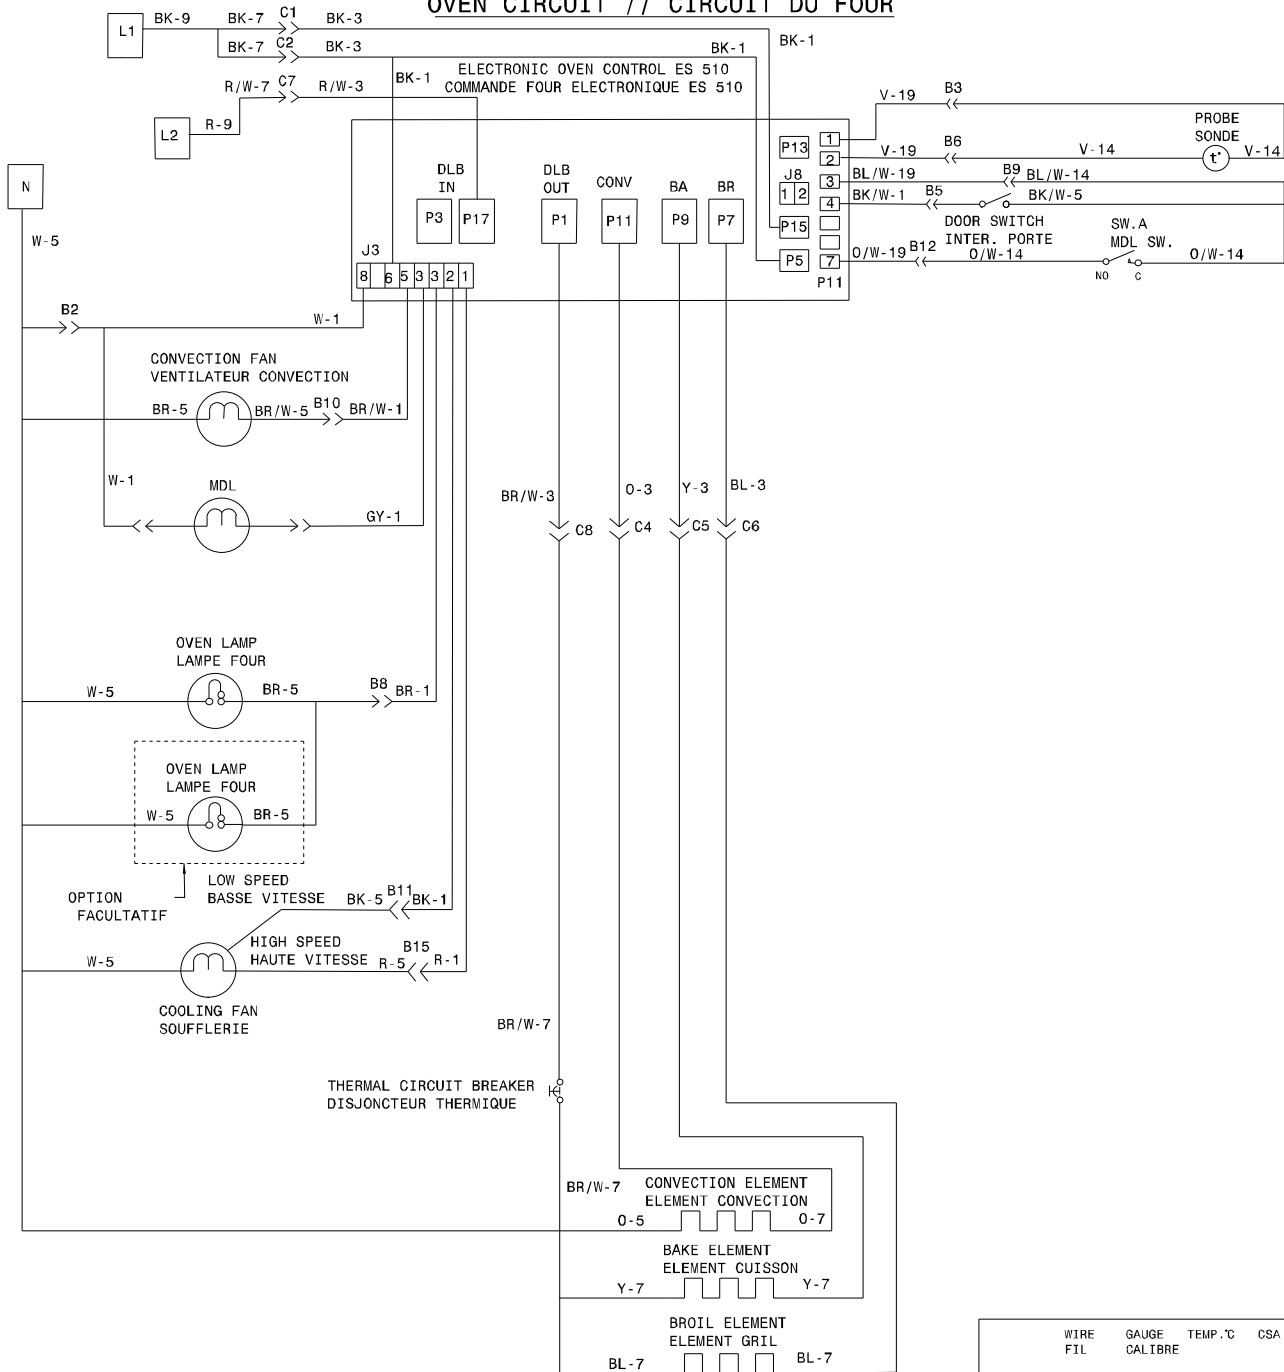 OVEN CIRCUIT // CIRCUIT DU FOUR
L1
BK-9
BK-7
C1
BK-3
BK-7
C2
BK-3
BK-1
BK-1
BK-1
ELECTRONIC OVEN CONTROL ES 510
COMMANDE FOUR ELECTRONIQUE ES 510
R/W-7
C7
R/W-3
L2
R-9
N
W-5
V-19
B3
PROBE
SONDE
P13
1
2
V-19
B6
V-14
t°
V-14
J8
1 2
3
BL/W-19
B9
BL/W-14
4
BK/W-1
B5
BK/W-5
DOOR SWITCH
INTER. PORTE
SW.A
MDL SW.
P15
P5
7
O/W-19
B12
O/W-14
O/W-14
NO
C
P11
DLB
IN
P3
P17
DLB
OUT
P1
CONV
P11
BA
P9
BR
P7
J3
8 6 5 3 3 2 1
B2
W-1
CONVECTION FAN
VENTILATEUR CONVECTION
BR-5
BR/W-5
B10
BR/W-1
W-1
MDL
GY-1
BR/W-3
C8
O-3
C4
Y-3
C5
BL-3
C6
OVEN LAMP
LAMPE FOUR
W-5
BR-5
B8
BR-1
OVEN LAMP
LAMPE FOUR
W-5
BR-5
OPTION
FACULTATIF
LOW SPEED
BASSE VITESSE
BK-5
B11
BK-1
HIGH SPEED
HAUTE VITESSE
R-5
B15
R-1
W-5
COOLING FAN
SOUFFLERIE
BR/W-7
THERMAL CIRCUIT BREAKER
DISJONCTEUR THERMIQUE
BR/W-7
CONVECTION ELEMENT
ELEMENT CONVECTION
O-5
O-7
BAKE ELEMENT
ELEMENT CUISSON
Y-7
Y-7
BROIL ELEMENT
ELEMENT GRIL
BL-7
BL-7
WIRE GAUGE TEMP.°C CSA
FIL CALIBRE